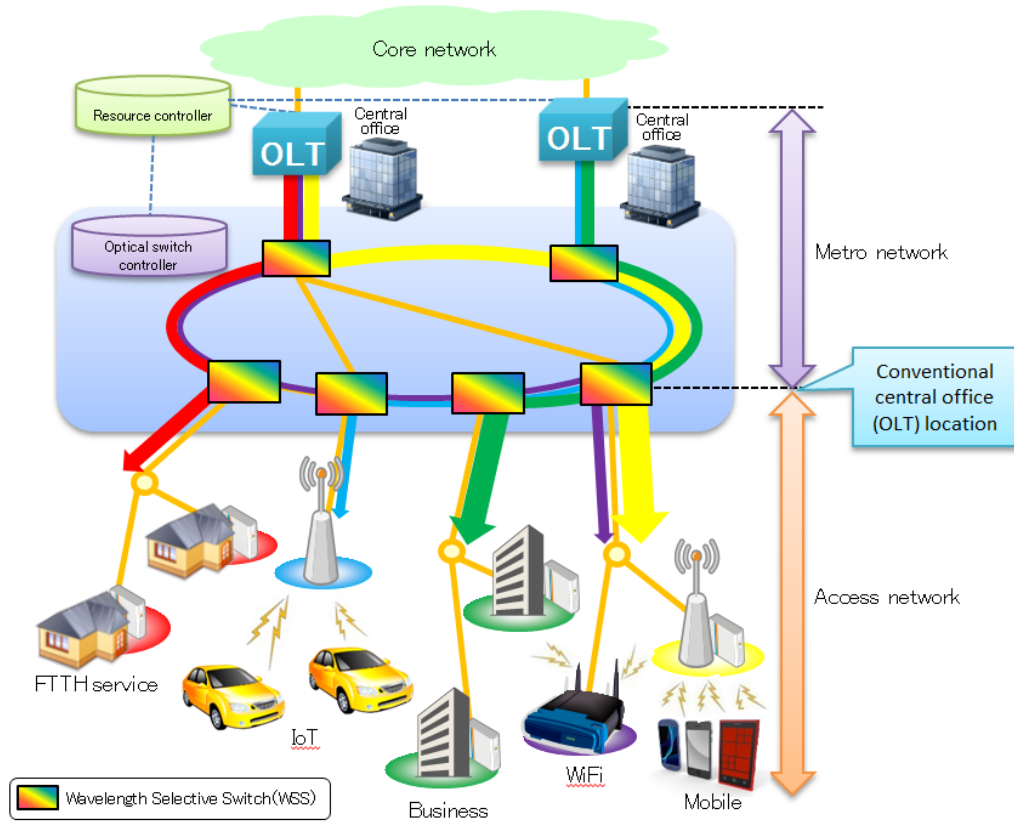 Core network
Resource controller
OLT
Central
office
OLT
Central
office
Optical switch
controller
Metro network
Conventional
central office
(OLT) location
Access network
FTTH service
IoT
Business
WiFi
Mobile
Wavelength Selective Switch(WSS)